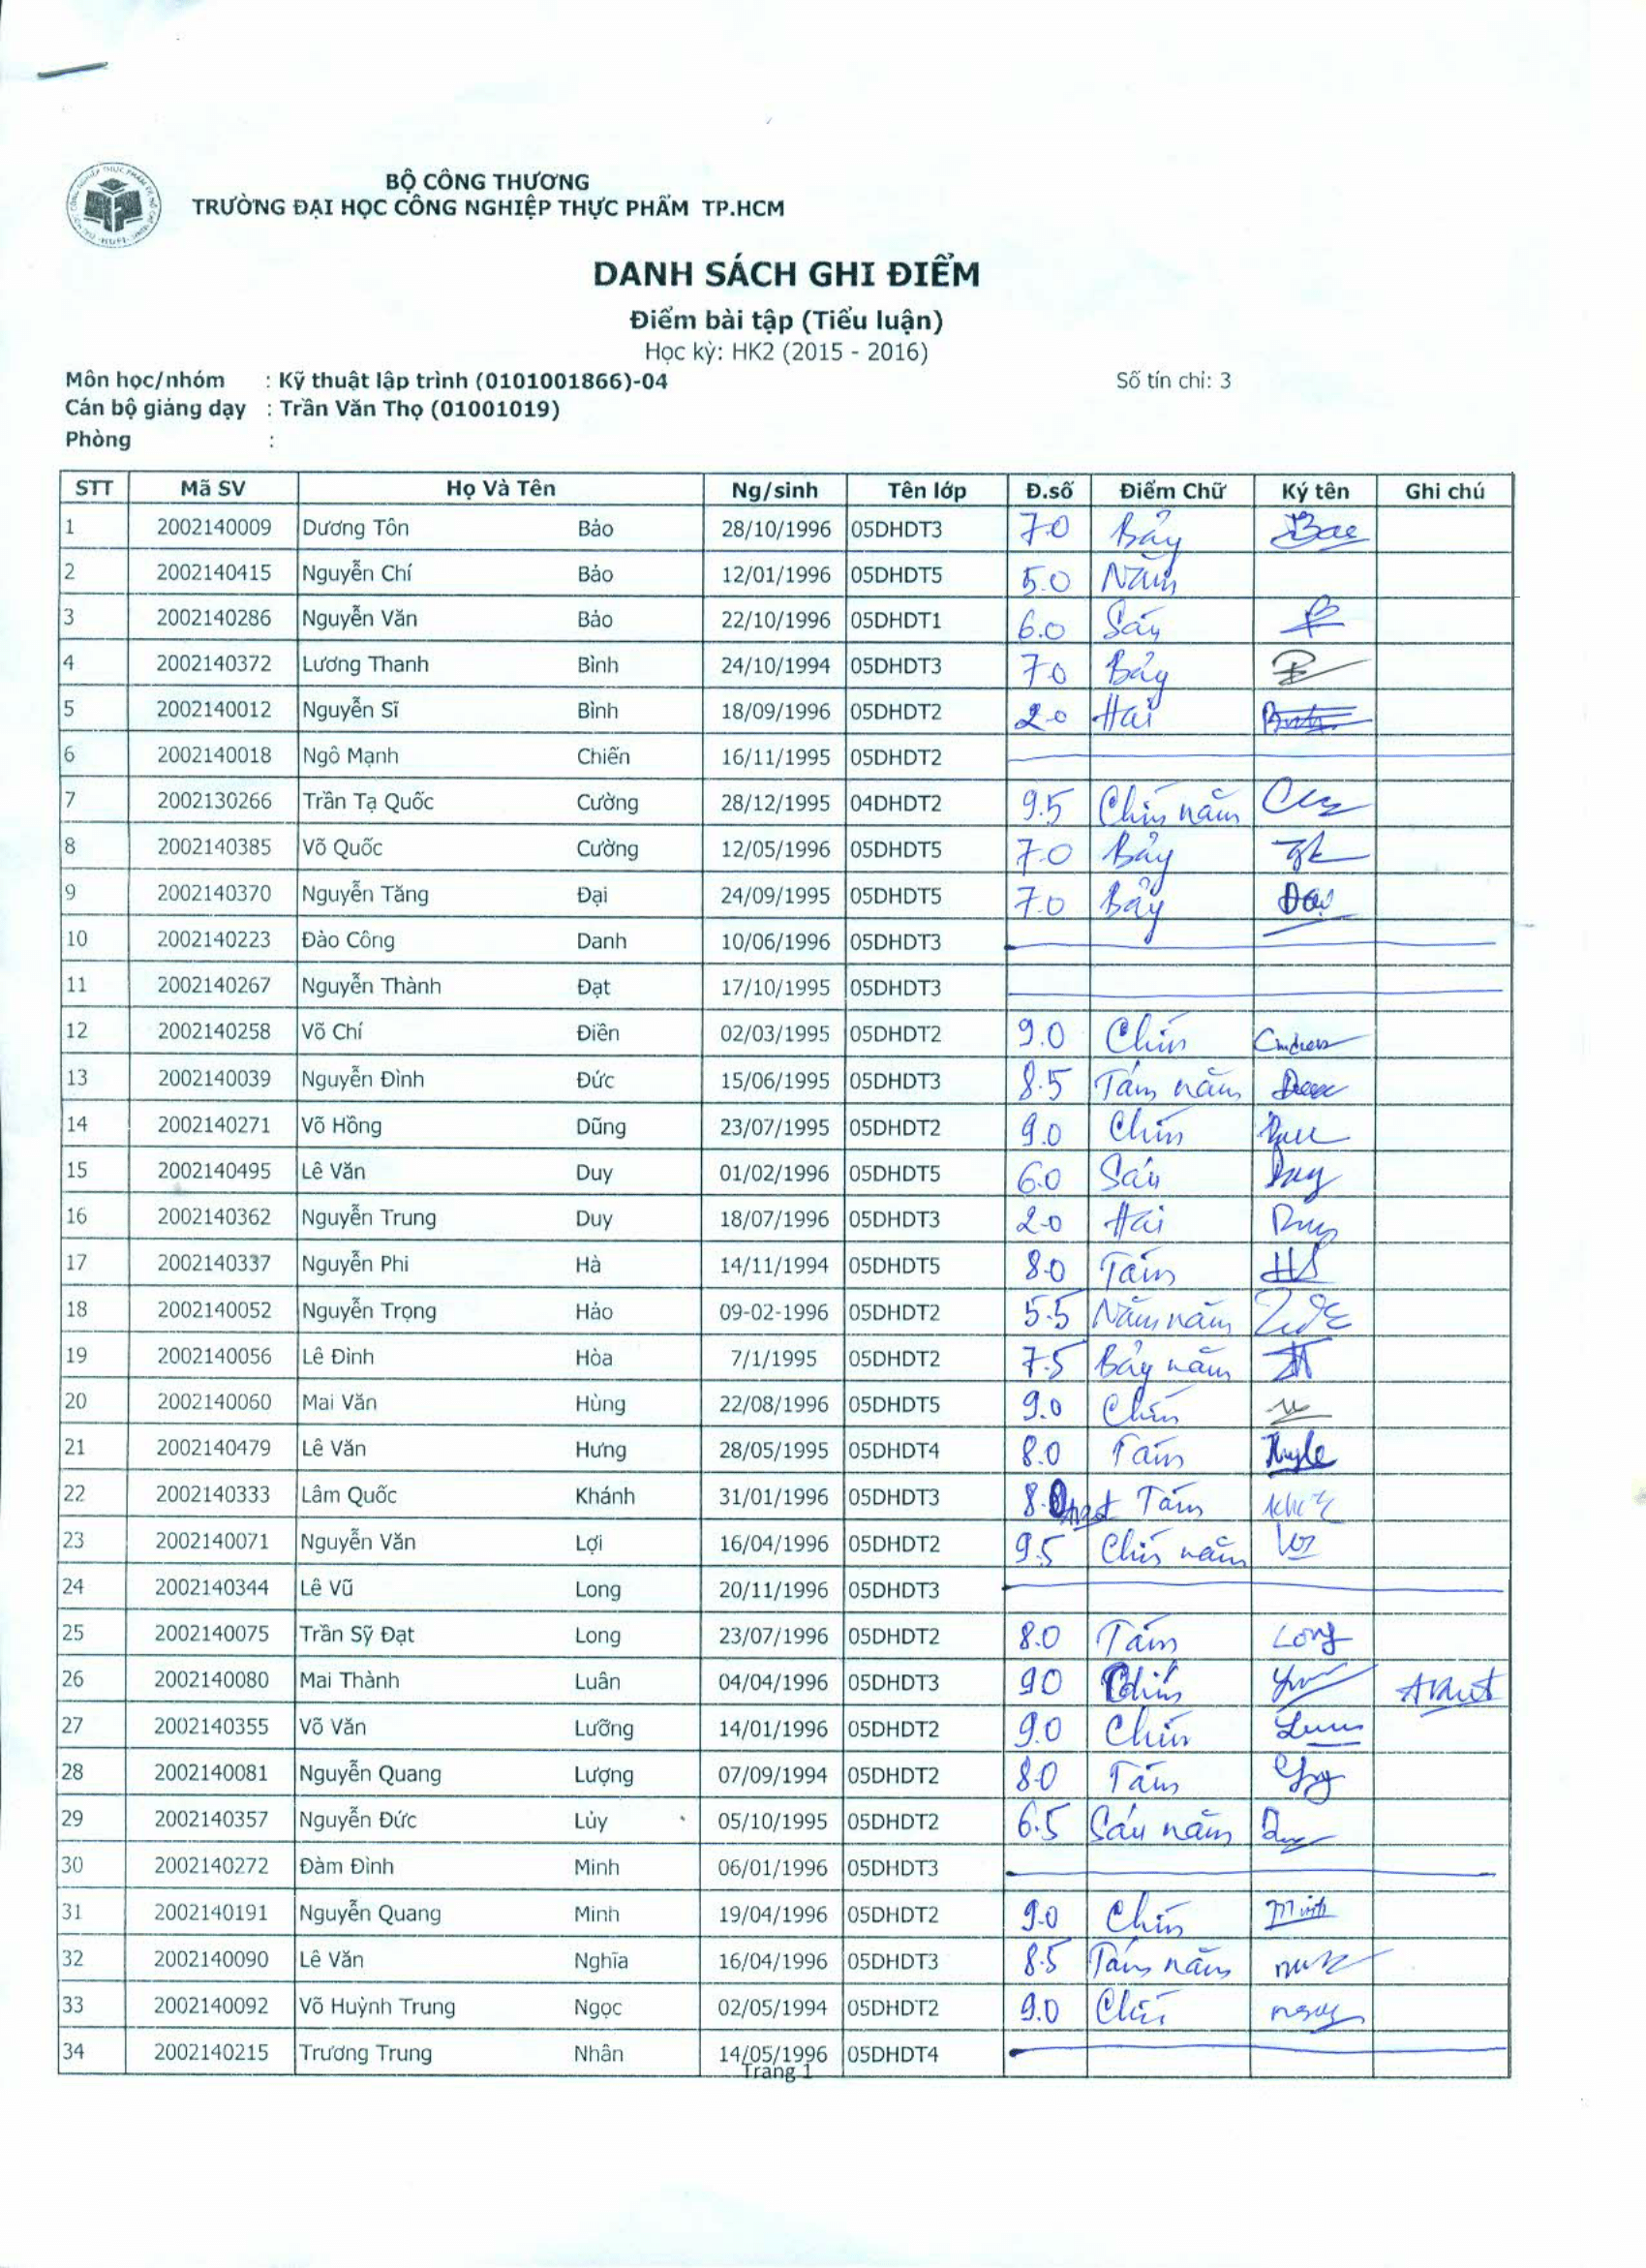 BỘ CÔNG THƯƠNG
TRƯỜNG ĐẠI HỌC CÔNG NGHIỆP THỰC PHẨM TP.HCM
DANH SÁCH GHI ĐIỂM
Điểm bài tập (Tiểu luận)
Học kỳ: HK2 (2015 - 2016)
Môn học/nhóm : Kỹ thuật lập trình (0101001866)-04 Số tín chỉ: 3
Cán bộ giảng dạy : Trần Văn Thọ (01001019)
Phòng :
STT Mã SV Họ Và Tên Ng/sinh Tên lớp Đ.số Điểm Chữ Ký tên Ghi chú
1 2002140009 Dương Tôn Bảo 28/10/1996 05DHDT3 7.0 Bảy
2 2002140415 Nguyễn Chí Bảo 12/01/1996 05DHDT5 5.0 Năm
3 2002140286 Nguyễn Văn Bảo 22/10/1996 05DHDT1 6.0 Sáu
4 2002140372 Lương Thanh Bình 24/10/1994 05DHDT3 7.0 Bảy
5 2002140012 Nguyễn Sĩ Bình 18/09/1996 05DHDT2 2.0 Hai
6 2002140018 Ngô Mạnh Chiến 16/11/1995 05DHDT2
7 2002130266 Trần Tạ Quốc Cường 28/12/1995 04DHDT2 9.5 Chín năm
8 2002140385 Võ Quốc Cường 12/05/1996 05DHDT5 7.0 Bảy
9 2002140370 Nguyễn Tăng Đại 24/09/1995 05DHDT5 7.0 Bảy Đại
10 2002140223 Đào Công Danh 10/06/1996 05DHDT3
11 2002140267 Nguyễn Thành Đạt 17/10/1995 05DHDT3
12 2002140258 Võ Chí Điền 02/03/1995 05DHDT2 9.0 Chín
13 2002140039 Nguyễn Đình Đức 15/06/1995 05DHDT3 8.5 Tám năm
14 2002140271 Võ Hồng Dũng 23/07/1995 05DHDT2 9.0 Chín
15 2002140495 Lê Văn Duy 01/02/1996 05DHDT5 6.0 Sáu Duy
16 2002140362 Nguyễn Trung Duy 18/07/1996 05DHDT3 2.0 Hai Duy
17 2002140337 Nguyễn Phi Hà 14/11/1994 05DHDT5 8.0 Tám
18 2002140052 Nguyễn Trọng Hảo 09-02-1996 05DHDT2 5.5 Năm năm
19 2002140056 Lê Đình Hòa 7/1/1995 05DHDT2 7.5 Bảy năm
20 2002140060 Mai Văn Hùng 22/08/1996 05DHDT5 9.0 Chín
21 2002140479 Lê Văn Hưng 28/05/1995 05DHDT4 8.0 Tám
22 2002140333 Lâm Quốc Khánh 31/01/1996 05DHDT3 8.0 Tám
23 2002140071 Nguyễn Văn Lợi 16/04/1996 05DHDT2 9.5 Chín năm
24 2002140344 Lê Vũ Long 20/11/1996 05DHDT3
25 2002140075 Trần Sỹ Đạt Long 23/07/1996 05DHDT2 8.0 Tám Long
26 2002140080 Mai Thành Luân 04/04/1996 05DHDT3 9.0 Chín
27 2002140355 Võ Văn Lưỡng 14/01/1996 05DHDT2 9.0 Chín
28 2002140081 Nguyễn Quang Lượng 07/09/1994 05DHDT2 8.0 Tám
29 2002140357 Nguyễn Đức Lùy 05/10/1995 05DHDT2 6.5 Sáu năm
30 2002140272 Đàm Đình Minh 06/01/1996 05DHDT3
31 2002140191 Nguyễn Quang Minh 19/04/1996 05DHDT2 9.0 Chín Minh
32 2002140090 Lê Văn Nghĩa 16/04/1996 05DHDT3 8.5 Tám năm
33 2002140092 Võ Huỳnh Trung Ngọc 02/05/1994 05DHDT2 9.0 Chín
34 2002140215 Trương Trung Nhân 14/05/1996 05DHDT4
Trang 1